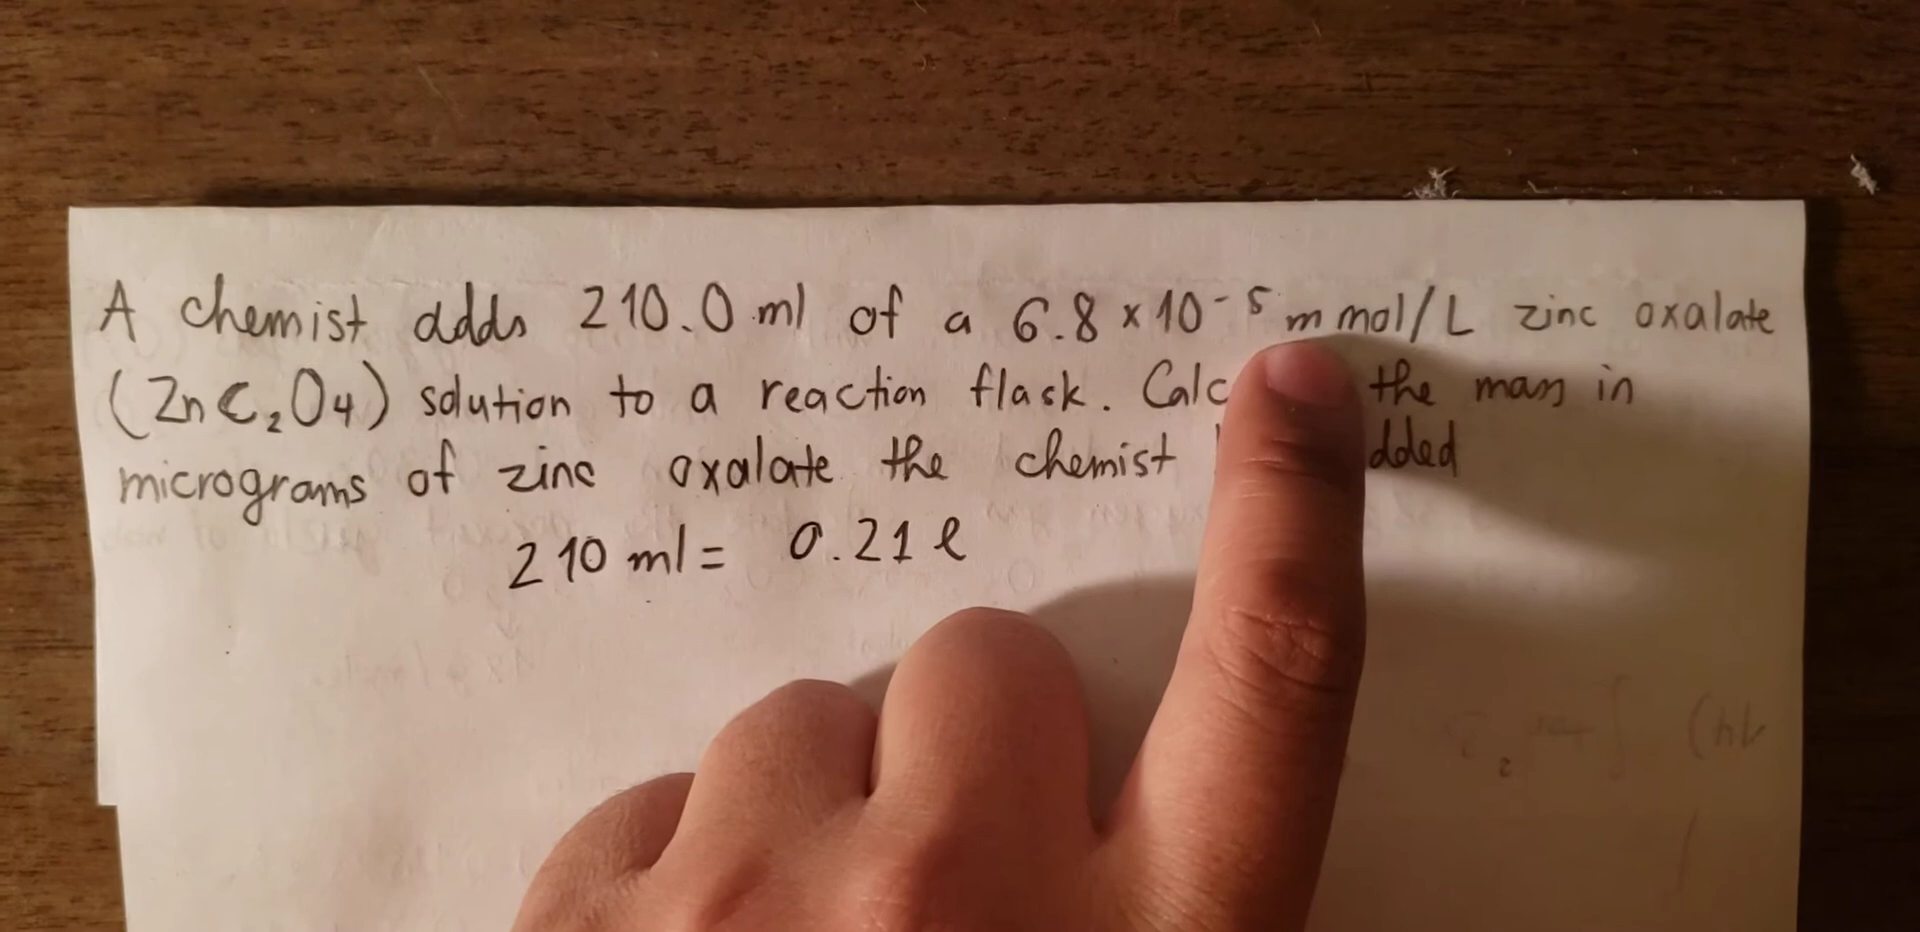 A chemist adds 210.0 ml of a 6.8 × 10⁻⁵ m mol/L zinc oxalate
(ZnC₂O4) solution to a reaction flask. Calc the mass in
micrograms of zinc oxalate the chemist dded
210 ml = 0.21 l